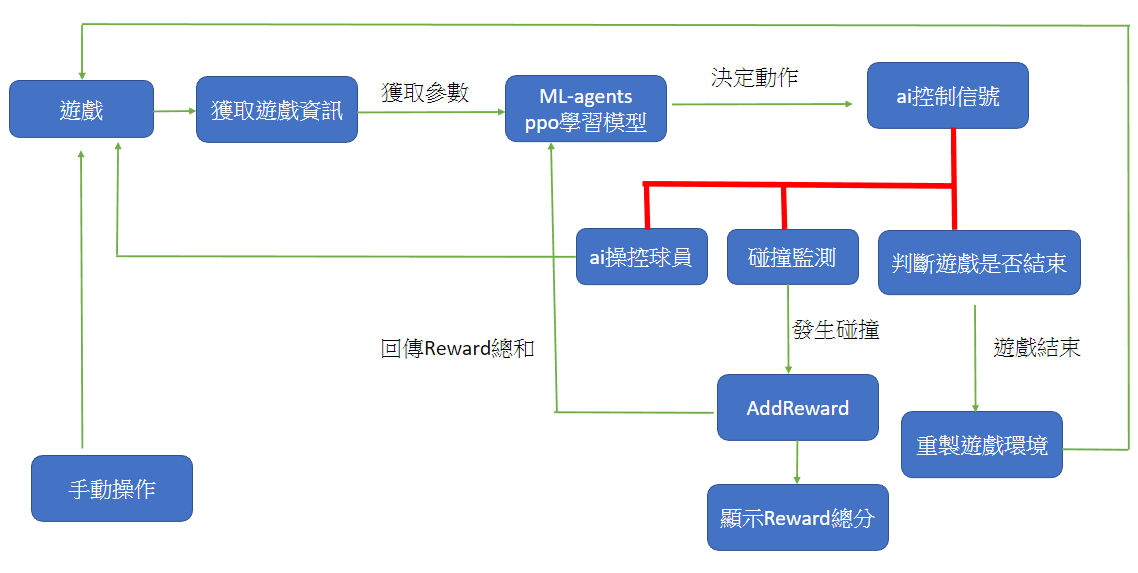 遊戲
獲取遊戲資訊
獲取參數
ML-agents
ppo學習模型
決定動作
ai控制信號
ai操控球員
碰撞監測
判斷遊戲是否結束
回傳Reward總和
發生碰撞
遊戲結束
AddReward
重製遊戲環境
手動操作
顯示Reward總分